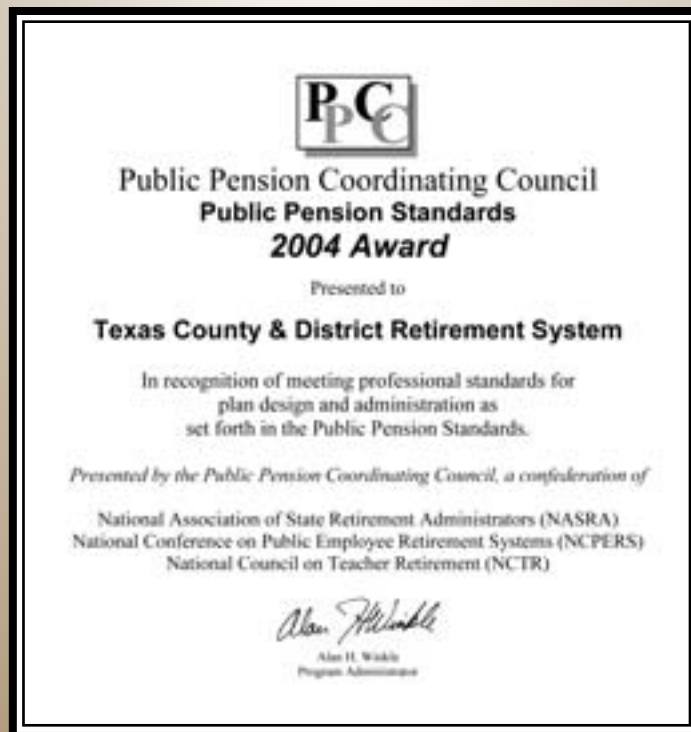 PPCC
Public Pension Coordinating Council
Public Pension Standards
2004 Award
Presented to
Texas County & District Retirement System
In recognition of meeting professional standards for
plan design and administration as
set forth in the Public Pension Standards.
Presented by the Public Pension Coordinating Council, a confederation of
National Association of State Retirement Administrators (NASRA)
National Conference on Public Employee Retirement Systems (NCPERS)
National Council on Teacher Retirement (NCTR)
Alan H Winkle
Alan H. Winkle
Program Administrator